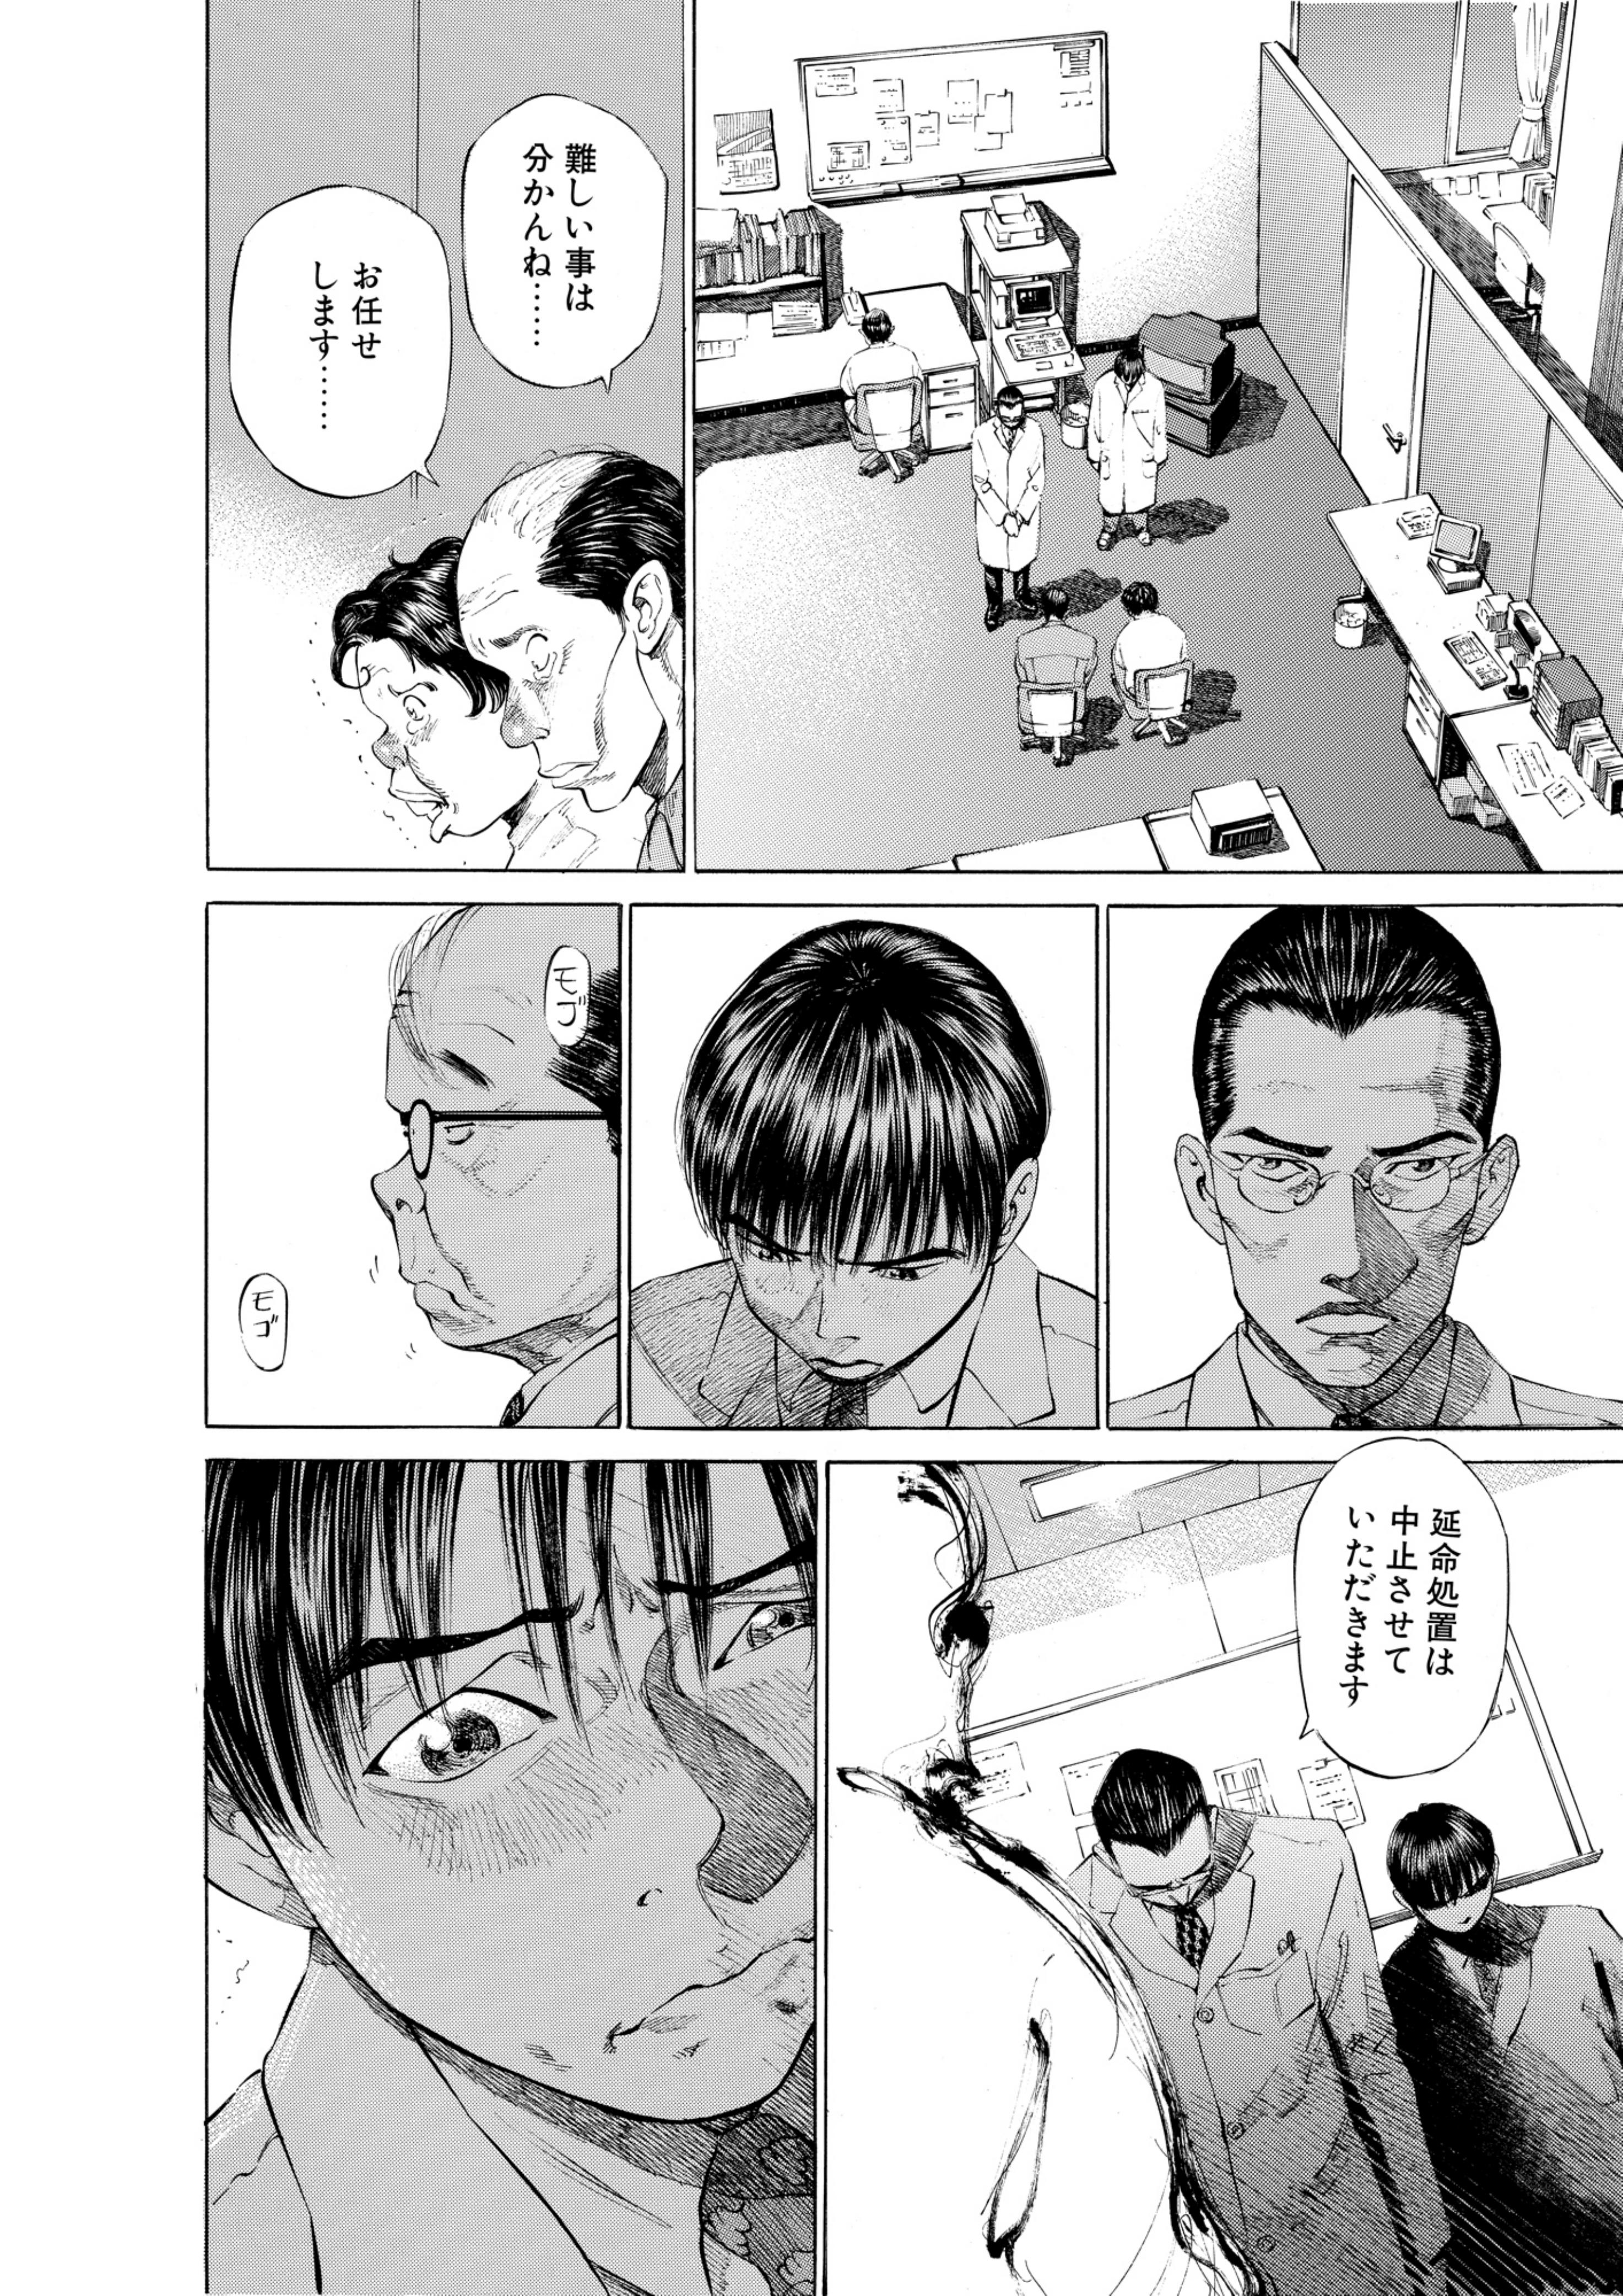 難しい事は
分かんね……
お任せ
します……
モゴ
モゴ
延命処置は
中止させて
いただきます